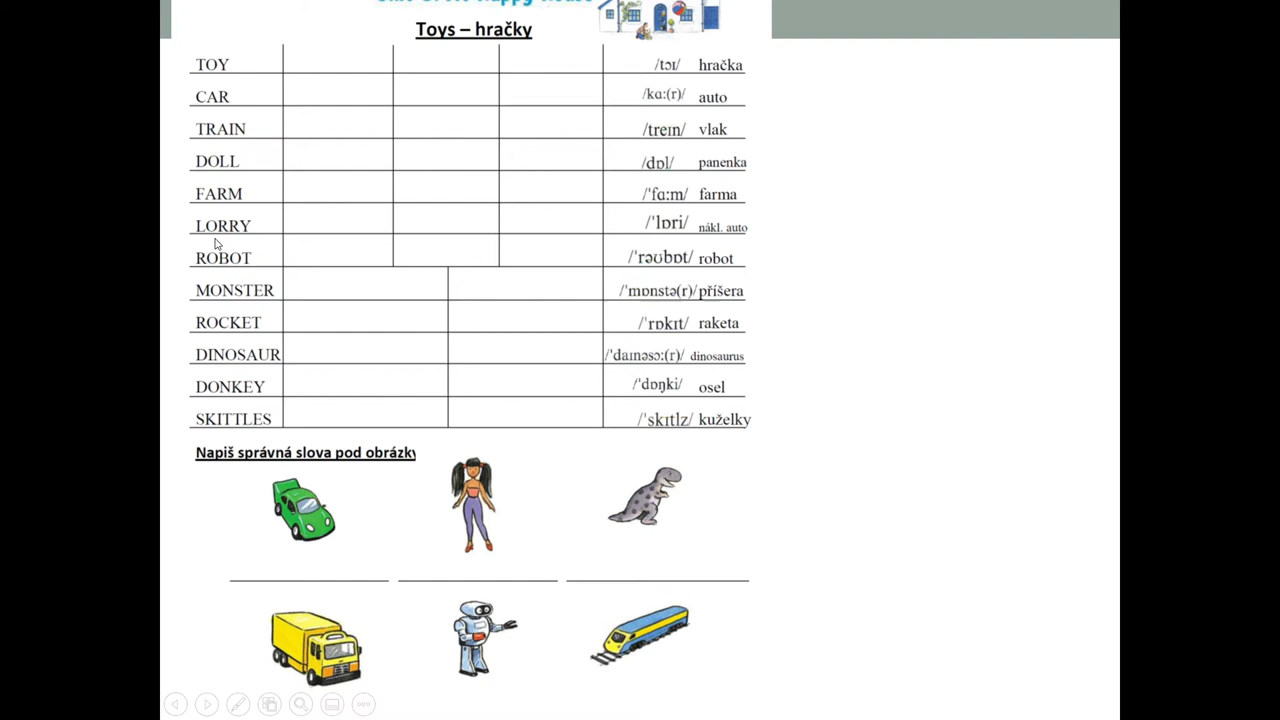 Toys – hračky
TOY /tɔɪ/ hračka
CAR /kɑː(r)/ auto
TRAIN /treɪn/ vlak
DOLL /dɒl/ panenka
FARM /ˈfɑːm/ farma
LORRY /ˈlɒri/ nákl. auto
ROBOT /ˈrəʊbɒt/ robot
MONSTER /ˈmɒnstə(r)/ příšera
ROCKET /ˈrɒkɪt/ raketa
DINOSAUR /ˈdaɪnəsɔː(r)/ dinosaurus
DONKEY /ˈdɒŋki/ osel
SKITTLES /ˈskɪtlz/ kuželky
Napiš správná slova pod obrázky